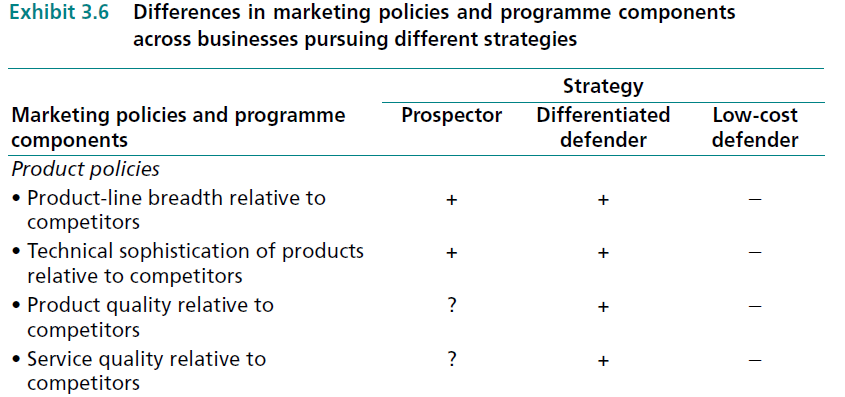 Exhibit 3.6 Differences in marketing policies and programme components
across businesses pursuing different strategies
Strategy
Marketing policies and programme Prospector Differentiated Low-cost
components defender defender
Product policies
• Product-line breadth relative to + + –
competitors
• Technical sophistication of products + + –
relative to competitors
• Product quality relative to ? + –
competitors
• Service quality relative to ? + –
competitors